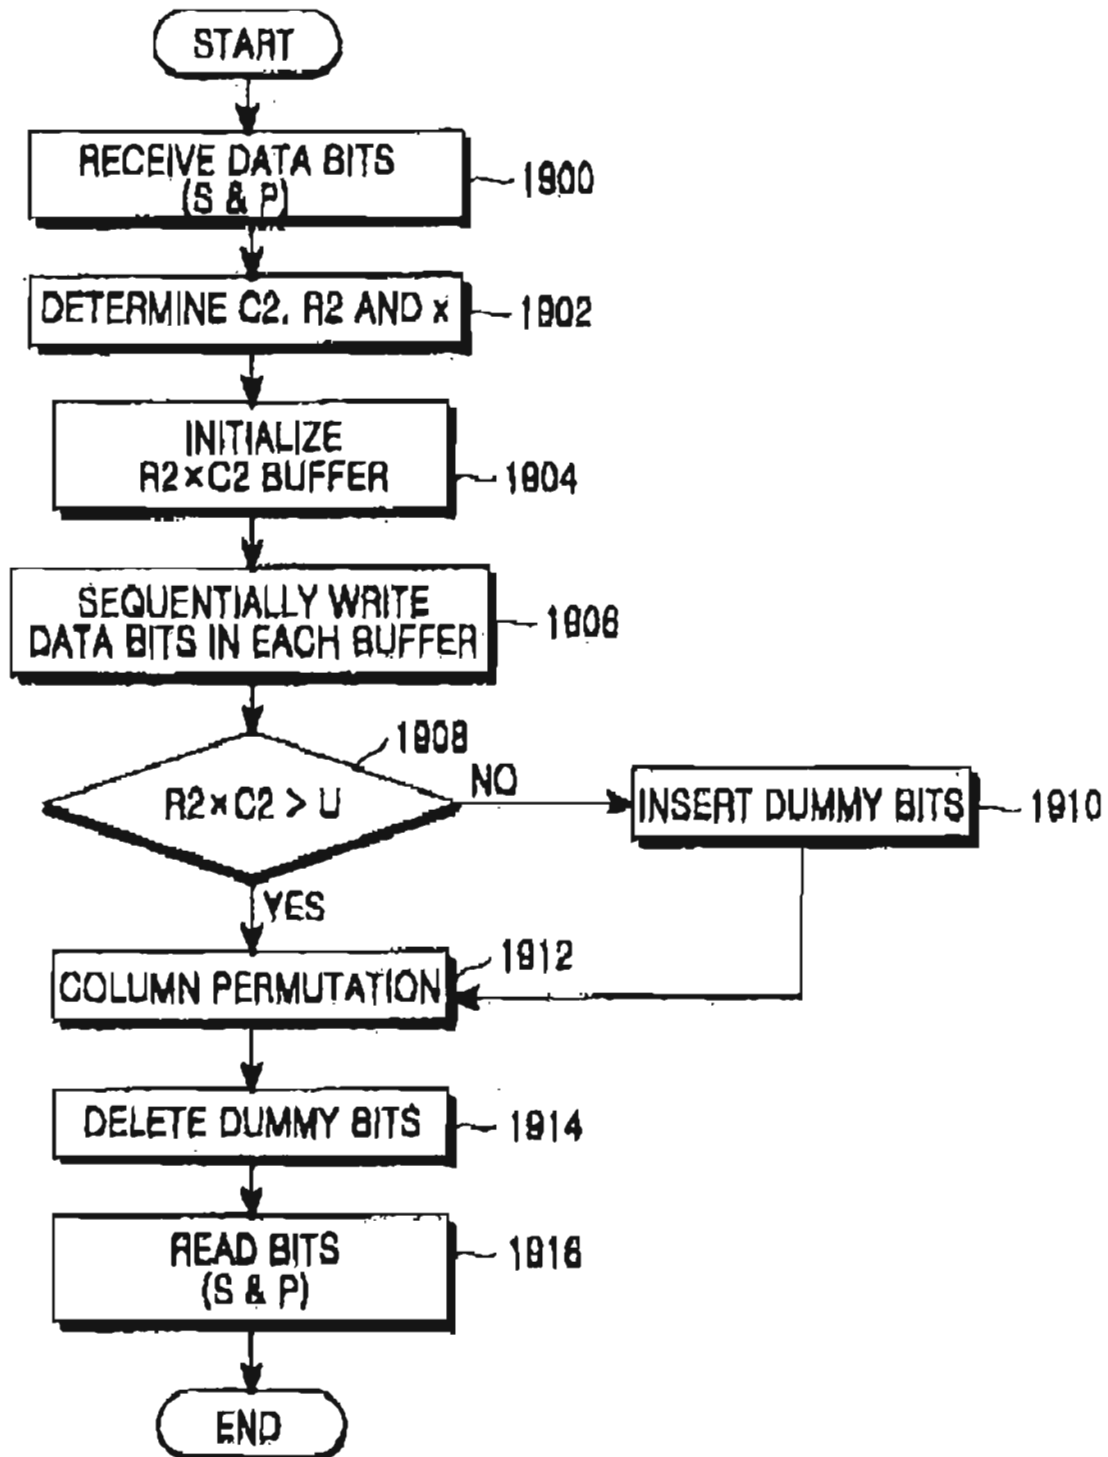 START
RECEIVE DATA BITS
(S & P)
1900
DETERMINE C2, R2 AND x
1902
INITIALIZE
R2×C2 BUFFER
1904
SEQUENTIALLY WRITE
DATA BITS IN EACH BUFFER
1906
1908
R2×C2 > U
NO
INSERT DUMMY BITS
1910
YES
COLUMN PERMUTATION
1912
DELETE DUMMY BITS
1914
READ BITS
(S & P)
1916
END